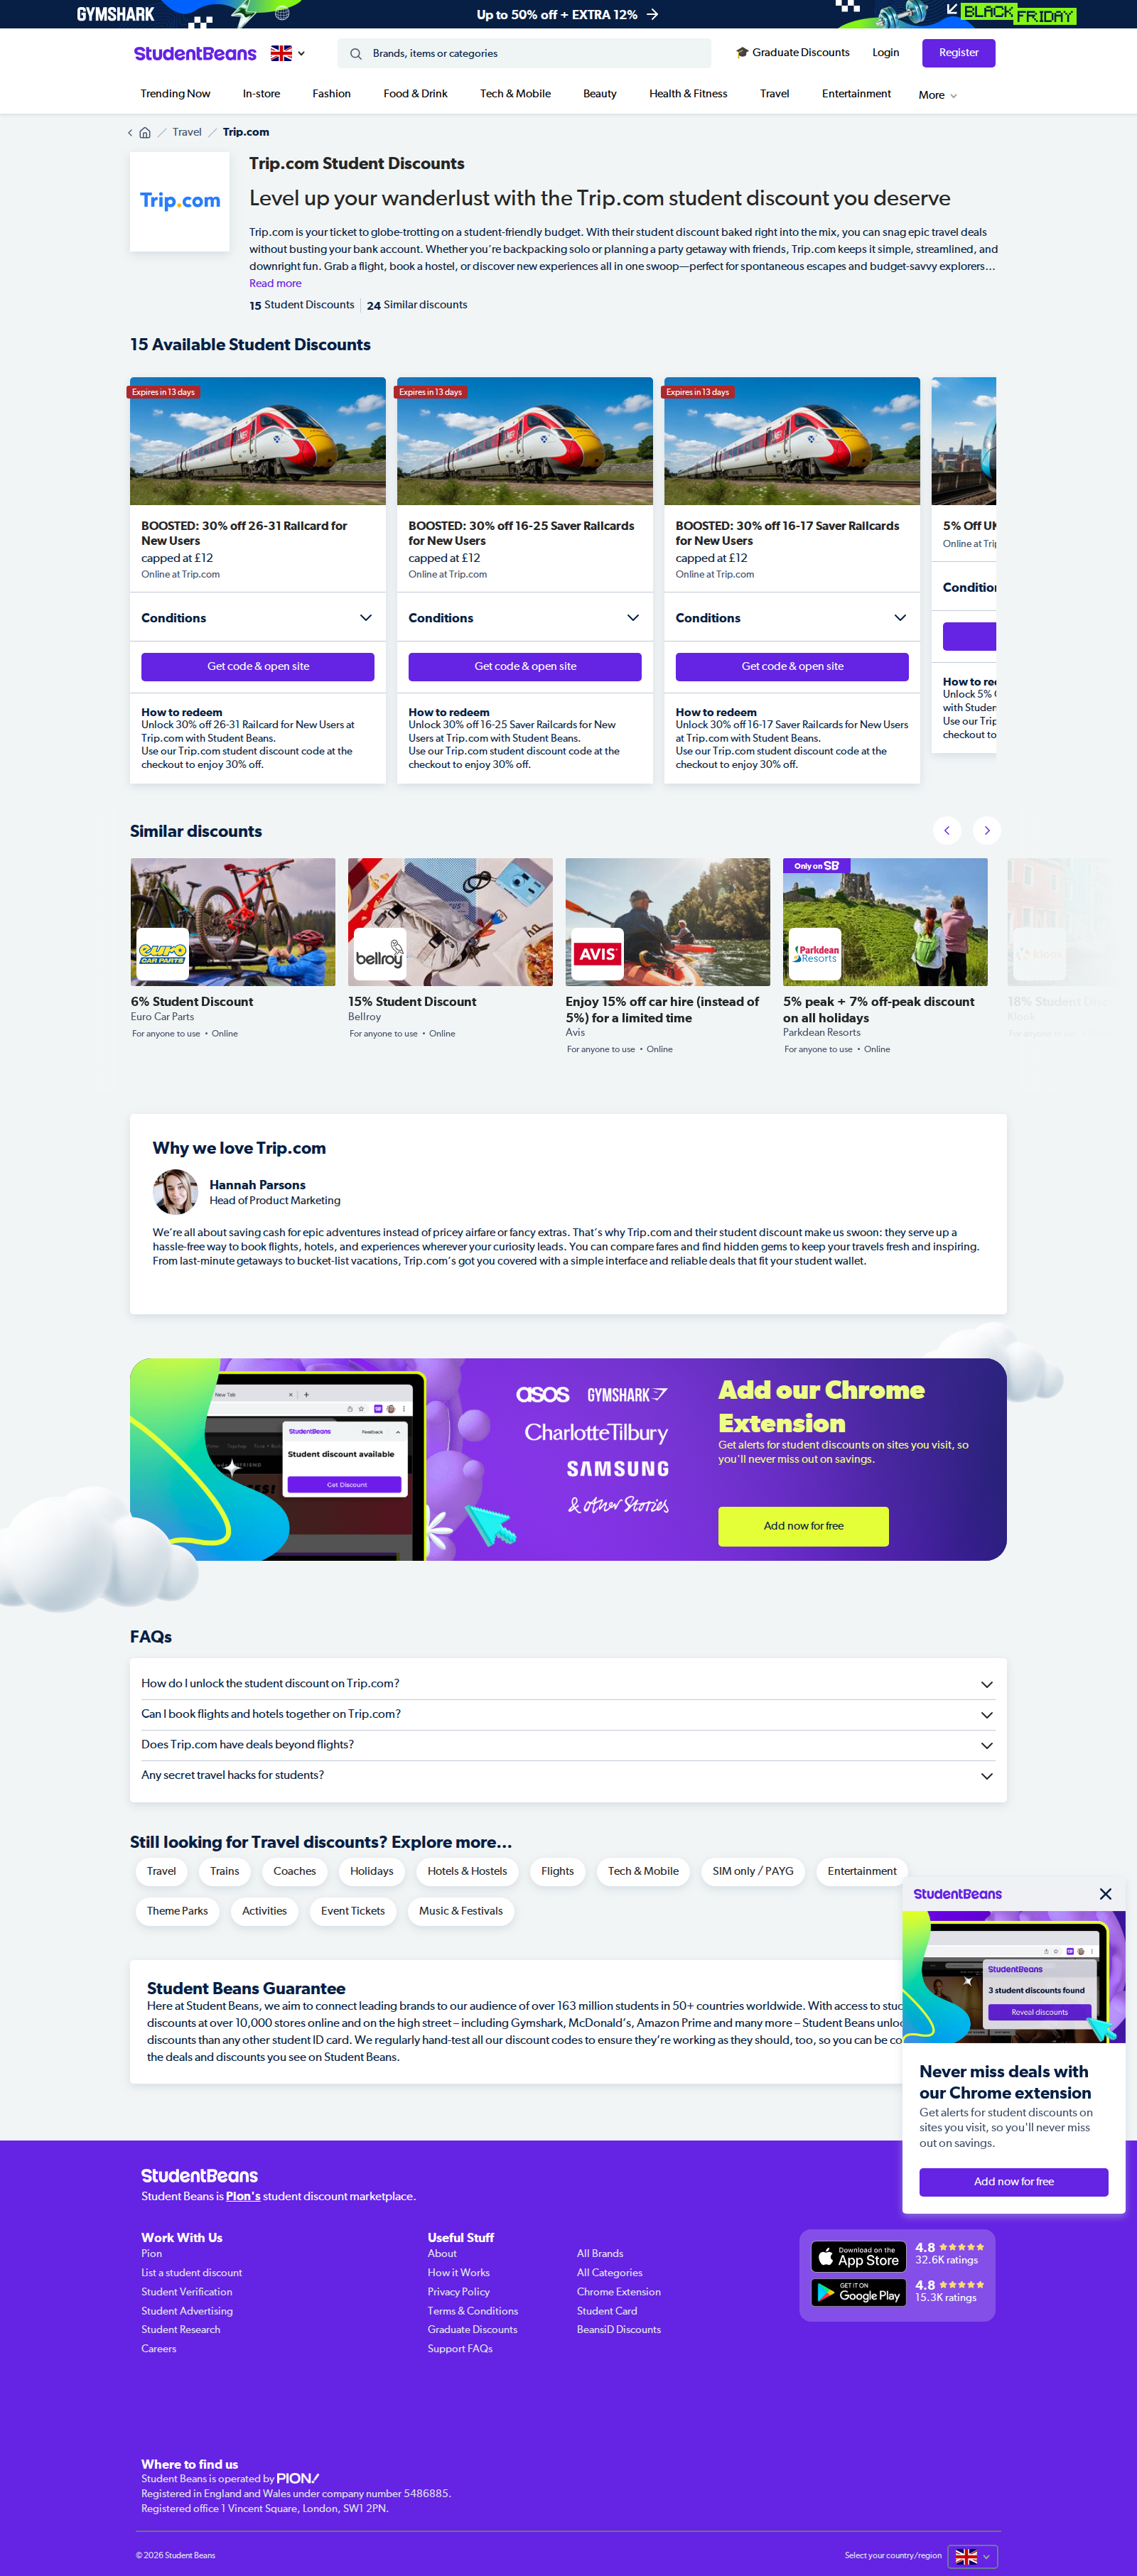 GYMSHARK
Up to 50% off + EXTRA 12%
BLACK
FRIDAY
StudentBeans
Brands, items or categories
🎓 Graduate Discounts
Login
Register
Trending Now
In-store
Fashion
Food & Drink
Tech & Mobile
Beauty
Health & Fitness
Travel
Entertainment
More
Travel
Trip.com
Trip.com
Trip.com Student Discounts
Level up your wanderlust with the Trip.com student discount you deserve
Trip.com is your ticket to globe-trotting on a student-friendly budget. With their student discount baked right into the mix, you can snag epic travel deals
without busting your bank account. Whether you're backpacking solo or planning a party getaway with friends, Trip.com keeps it simple, streamlined, and
downright fun. Grab a flight, book a hostel, or discover new experiences all in one swoop—perfect for spontaneous escapes and budget-savvy explorers...
Read more
15 Student Discounts
24 Similar discounts
15 Available Student Discounts
Expires in 13 days
BOOSTED: 30% off 26-31 Railcard for
New Users
capped at £12
Online at Trip.com
Conditions
Get code & open site
How to redeem
Unlock 30% off 26-31 Railcard for New Users at
Trip.com with Student Beans.
Use our Trip.com student discount code at the
checkout to enjoy 30% off.
Expires in 13 days
BOOSTED: 30% off 16-25 Saver Railcards
for New Users
capped at £12
Online at Trip.com
Conditions
Get code & open site
How to redeem
Unlock 30% off 16-25 Saver Railcards for New
Users at Trip.com with Student Beans.
Use our Trip.com student discount code at the
checkout to enjoy 30% off.
Expires in 13 days
BOOSTED: 30% off 16-17 Saver Railcards
for New Users
capped at £12
Online at Trip.com
Conditions
Get code & open site
How to redeem
Unlock 30% off 16-17 Saver Railcards for New Users
at Trip.com with Student Beans.
Use our Trip.com student discount code at the
checkout to enjoy 30% off.
5% Off UK
Online at Trip
Condition
How to re
Unlock 5%
with Studen
Use our Trip
checkout to
Similar discounts
euro
CAR PARTS
6% Student Discount
Euro Car Parts
For anyone to use • Online
bellroy
15% Student Discount
Bellroy
For anyone to use • Online
AVIS
Enjoy 15% off car hire (instead of
5%) for a limited time
Avis
For anyone to use • Online
Only on SB
Parkdean
Resorts
5% peak + 7% off-peak discount
on all holidays
Parkdean Resorts
For anyone to use • Online
18% Student Disc
Klook
Why we love Trip.com
Hannah Parsons
Head of Product Marketing
We're all about saving cash for epic adventures instead of pricey airfare or fancy extras. That's why Trip.com and their student discount make us swoon: they serve up a
hassle-free way to book flights, hotels, and experiences wherever your curiosity leads. You can compare fares and find hidden gems to keep your travels fresh and inspiring.
From last-minute getaways to bucket-list vacations, Trip.com's got you covered with a simple interface and reliable deals that fit your student wallet.
New Tab
StudentBeans
Feedback
Student discount available
Get Discount
asos
GYMSHARK
Charlotte Tilbury
SAMSUNG
& other Stories
Add our Chrome
Extension
Get alerts for student discounts on sites you visit, so
you'll never miss out on savings.
Add now for free
FAQs
How do I unlock the student discount on Trip.com?
Can I book flights and hotels together on Trip.com?
Does Trip.com have deals beyond flights?
Any secret travel hacks for students?
Still looking for Travel discounts? Explore more...
Travel
Trains
Coaches
Holidays
Hotels & Hostels
Flights
Tech & Mobile
SIM only / PAYG
Entertainment
Theme Parks
Activities
Event Tickets
Music & Festivals
Student Beans Guarantee
Here at Student Beans, we aim to connect leading brands to our audience of over 163 million students in 50+ countries worldwide. With access to stud
discounts at over 10,000 stores online and on the high street – including Gymshark, McDonald's, Amazon Prime and many more – Student Beans unloc
discounts than any other student ID card. We regularly hand-test all our discount codes to ensure they're working as they should, too, so you can be co
the deals and discounts you see on Student Beans.
StudentBeans
StudentBeans
3 student discounts found
Reveal discounts
Never miss deals with
our Chrome extension
Get alerts for student discounts on
sites you visit, so you'll never miss
out on savings.
Add now for free
StudentBeans
Student Beans is Pion's student discount marketplace.
Work With Us
Pion
List a student discount
Student Verification
Student Advertising
Student Research
Careers
Useful Stuff
About
How it Works
Privacy Policy
Terms & Conditions
Graduate Discounts
Support FAQs
All Brands
All Categories
Chrome Extension
Student Card
BeansiD Discounts
Download on the
App Store
4.8
32.6K ratings
GET IT ON
Google Play
4.8
15.3K ratings
Where to find us
Student Beans is operated by PION
Registered in England and Wales under company number 5486885.
Registered office 1 Vincent Square, London, SW1 2PN.
© 2026 Student Beans
Select your country/region